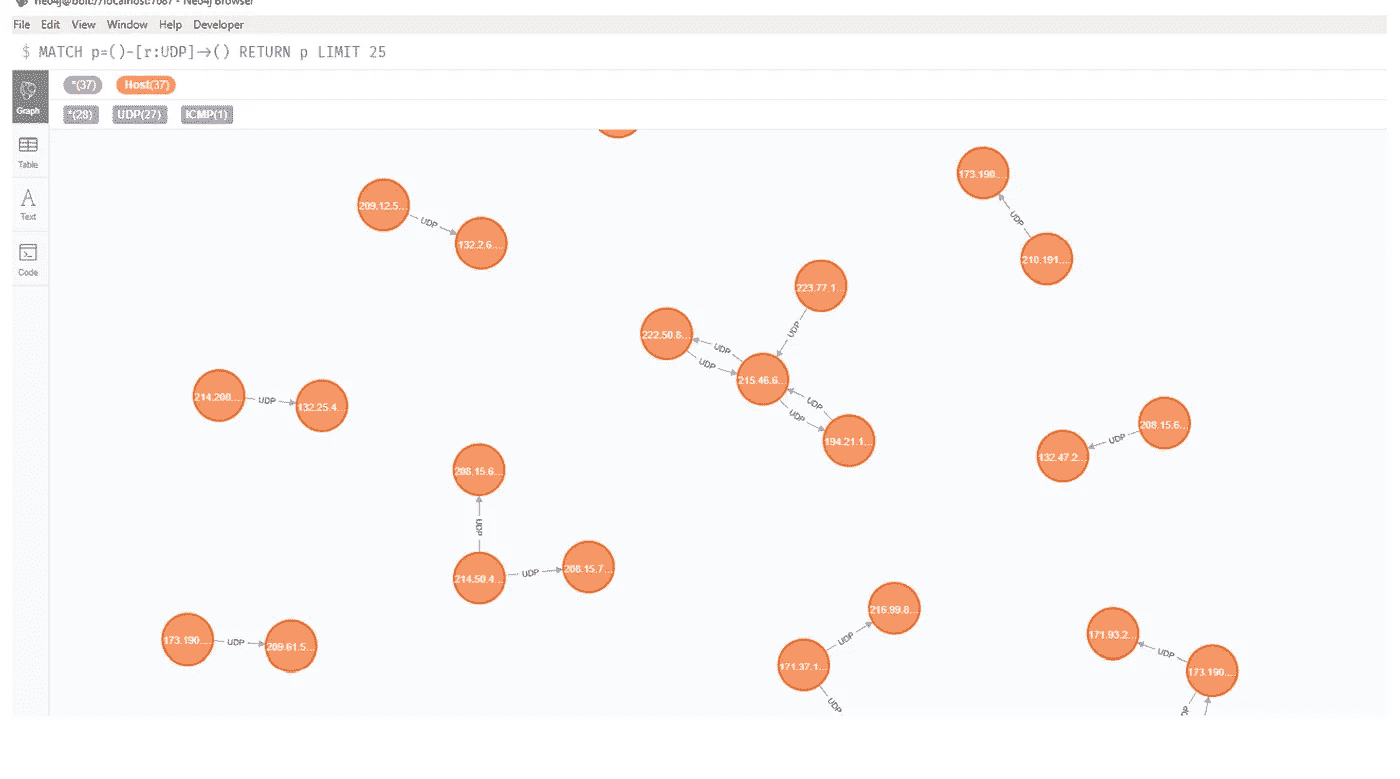 neo4j@bolt://localhost:7687 - Neo4j Browser
File Edit View Window Help Developer
$ MATCH p=()-[r:UDP]→() RETURN p LIMIT 25
*(37) Host(37)
Graph
*(28) UDP(27) ICMP(1)
Table
Text
Code
173.190....
209.12.5...
UDP
UDP
132.2.6....
210.191....
223.77.1...
222.50.8...
UDP
UDP
UDP
215.46.6...
214.200....
UDP
132.25.4...
UDP
UDP
194.21.1...
208.15.6...
UDP
132.47.2...
208.15.6...
UDP
214.50.4...
UDP
208.15.7...
216.99.8...
173.190....
UDP
209.61.5...
UDP
171.37.1...
UDP
171.93.2...
UDP
173.190....
UDP